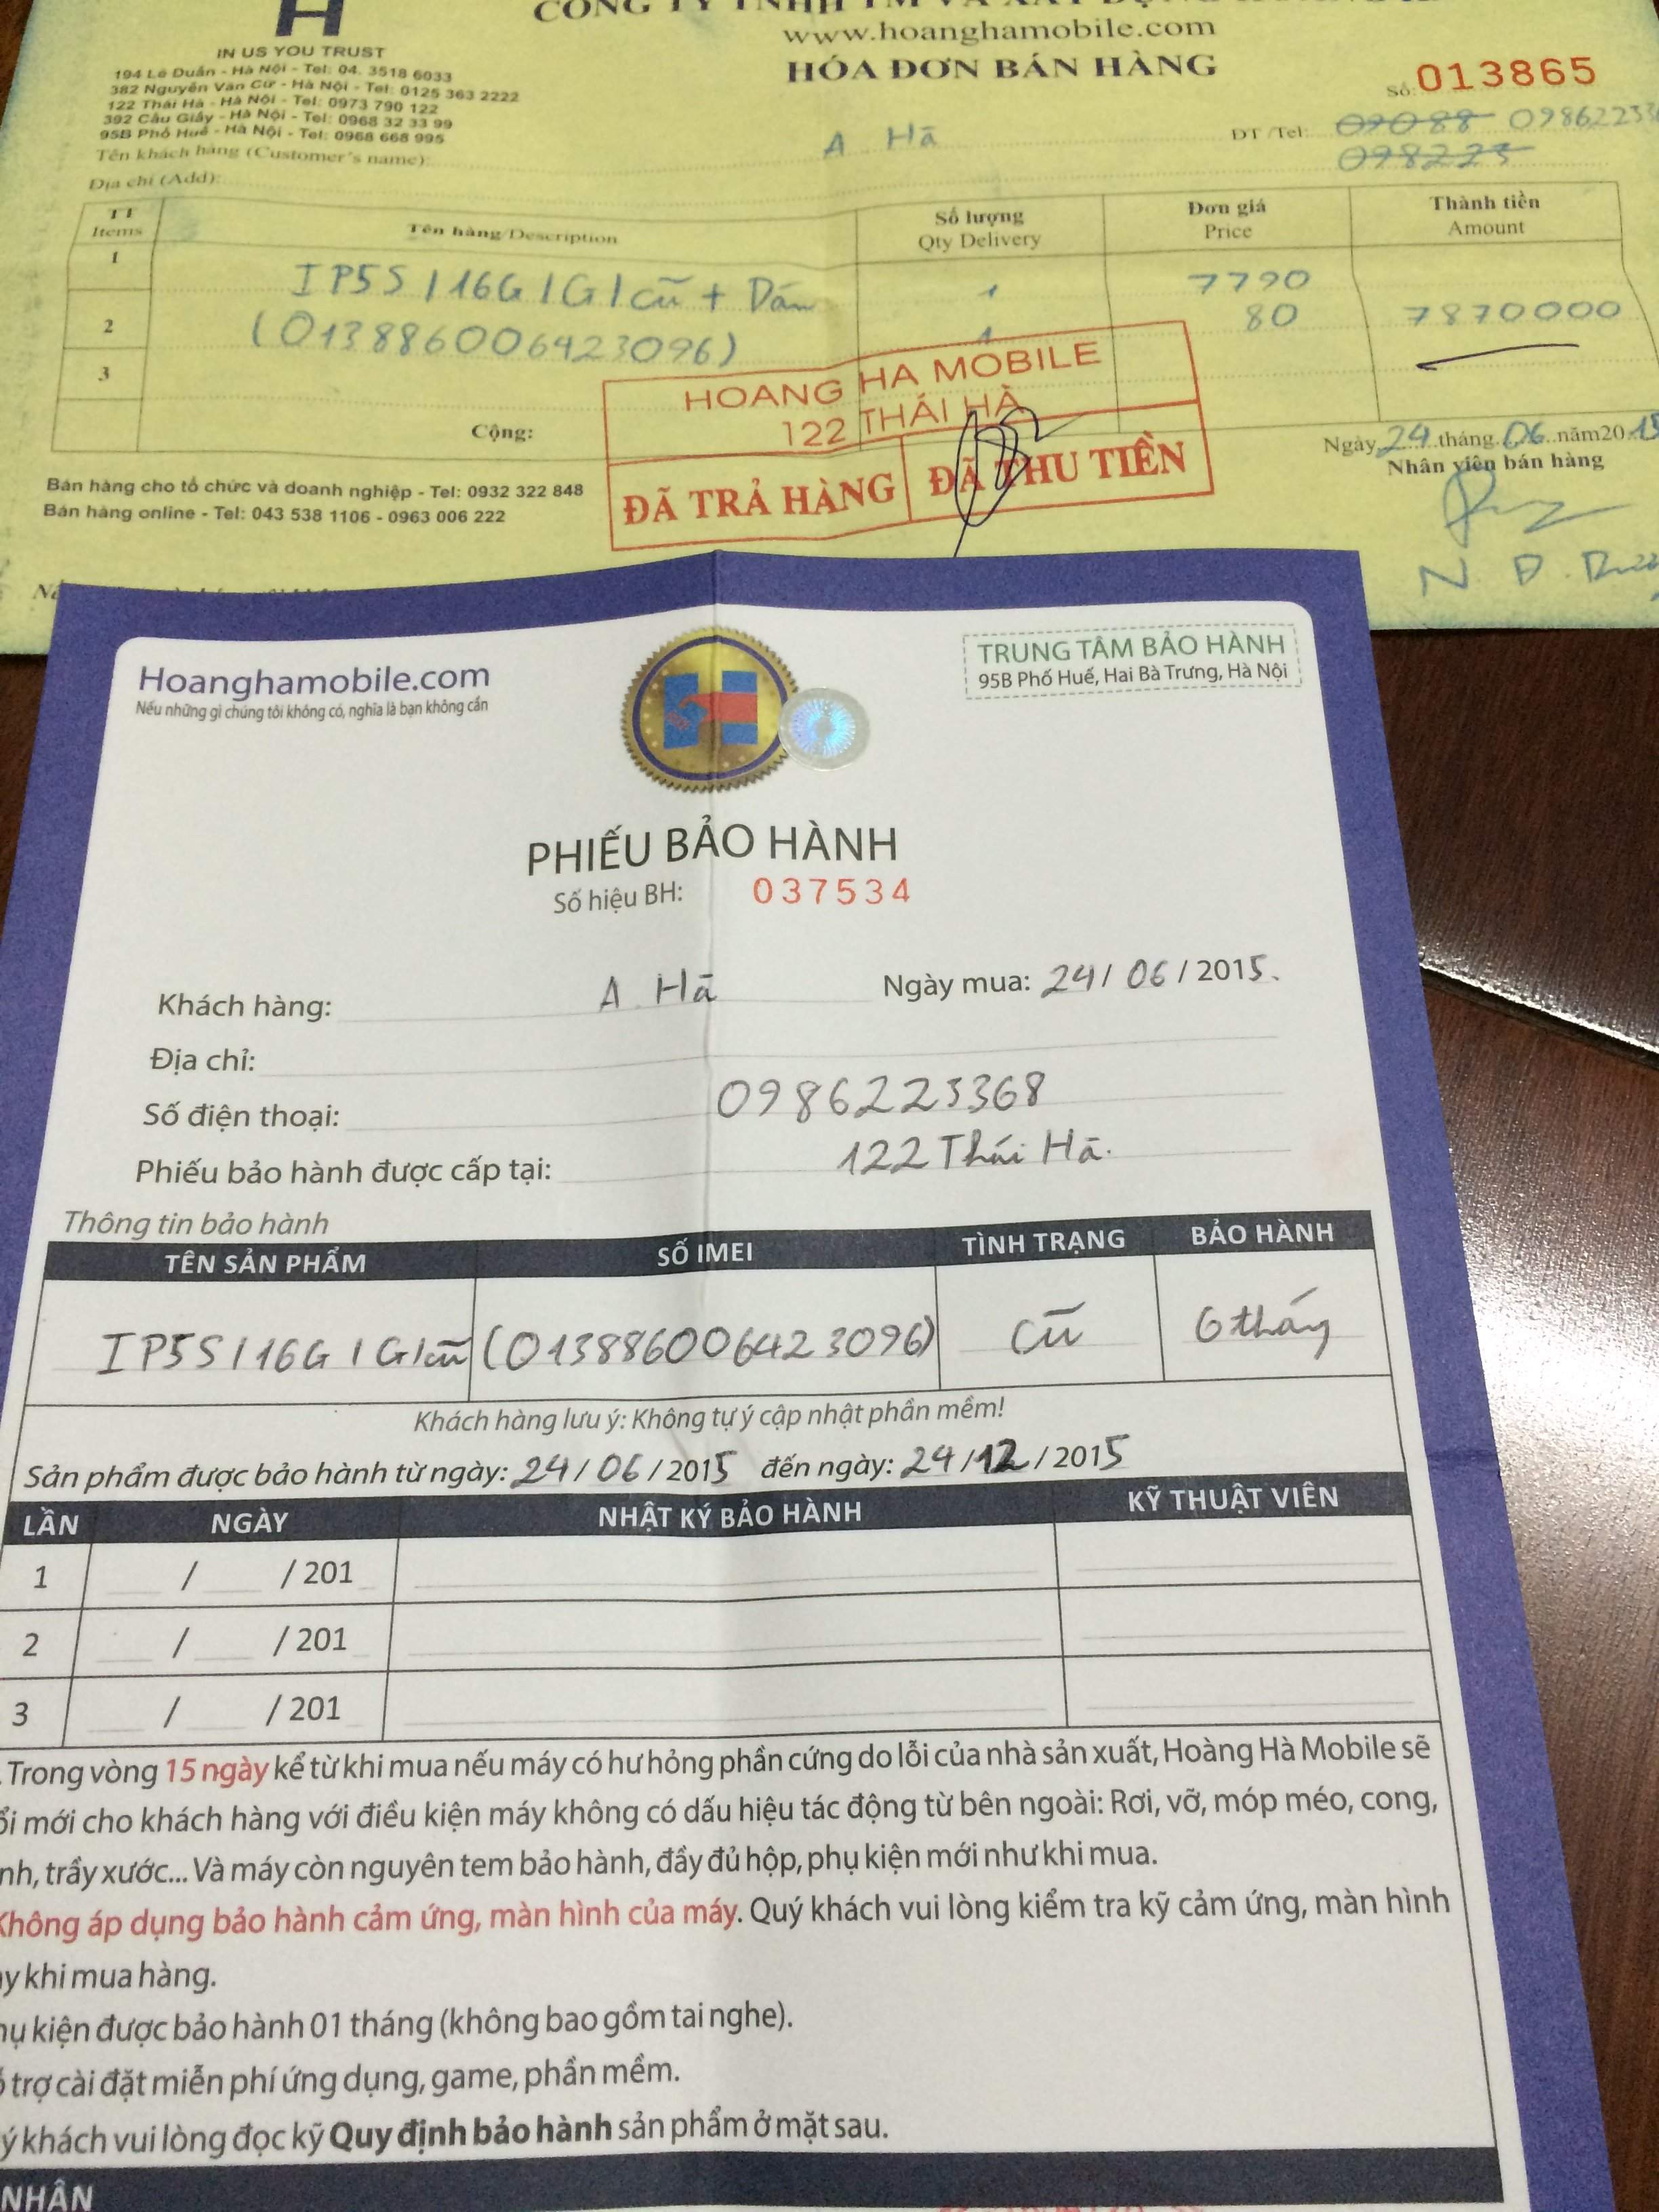 H
CÔNG TY TNHH TM VÀ XÂY DỰNG
IN US YOU TRUST
www.hoanghamobile.com
194 Lê Duẩn - Hà Nội - Tel: 04. 3518 6033
HÓA ĐƠN BÁN HÀNG
382 Nguyễn Văn Cừ - Hà Nội - Tel: 0125 363 2222
Số: 013865
122 Thái Hà - Hà Nội - Tel: 0973 790 122
392 Cầu Giấy - Hà Nội - Tel: 0968 32 33 99
95B Phố Huế - Hà Nội - Tel: 0968 668 995
Tên khách hàng (Customer's name): A Hà ĐT /Tel: 09088 09862233
098223
Địa chỉ (Add):
TT Tên hàng/Description Số lượng Đơn giá Thành tiền
Items Qty Delivery Price Amount
1 IP5S / 16G / G / cũ + Dán 1 7790
2 (013886006423096) 1 80 7870000
3
HOANG HA MOBILE
122 THÁI HÀ
ĐÃ TRẢ HÀNG ĐÃ THU TIỀN
Cộng:
Ngày 24 tháng 06 năm 2015
Nhân viên bán hàng
Bán hàng cho tổ chức và doanh nghiệp - Tel: 0932 322 848
Bán hàng online - Tel: 043 538 1106 - 0963 006 222
N Đ.
Hoanghamobile.com
Nếu những gì chúng tôi không có, nghĩa là bạn không cần
TRUNG TÂM BẢO HÀNH
95B Phố Huế, Hai Bà Trưng, Hà Nội
PHIẾU BẢO HÀNH
Số hiệu BH: 037534
Khách hàng: A Hà Ngày mua: 24/ 06 / 2015.
Địa chỉ:
Số điện thoại: 0986223368
Phiếu bảo hành được cấp tại: 122 Thái Hà.
Thông tin bảo hành
TÊN SẢN PHẨM SỐ IMEI TÌNH TRẠNG BẢO HÀNH
IP5S / 16G / G / cũ (013886006423096) cũ 6 tháng
Khách hàng lưu ý: Không tự ý cập nhật phần mềm!
Sản phẩm được bảo hành từ ngày: 24 / 06 / 2015 đến ngày: 24 / 12 / 2015
LẦN NGÀY NHẬT KÝ BẢO HÀNH KỸ THUẬT VIÊN
1 / / 201
2 / / 201
3 / / 201
. Trong vòng 15 ngày kể từ khi mua nếu máy có hư hỏng phần cứng do lỗi của nhà sản xuất, Hoàng Hà Mobile sẽ
ổi mới cho khách hàng với điều kiện máy không có dấu hiệu tác động từ bên ngoài: Rơi, vỡ, móp méo, cong,
nh, trầy xước... Và máy còn nguyên tem bảo hành, đầy đủ hộp, phụ kiện mới như khi mua.
Không áp dụng bảo hành cảm ứng, màn hình của máy. Quý khách vui lòng kiểm tra kỹ cảm ứng, màn hình
ay khi mua hàng.
hụ kiện được bảo hành 01 tháng (không bao gồm tai nghe).
ỗ trợ cài đặt miễn phí ứng dụng, game, phần mềm.
ý khách vui lòng đọc kỹ Quy định bảo hành sản phẩm ở mặt sau.
NHÂN